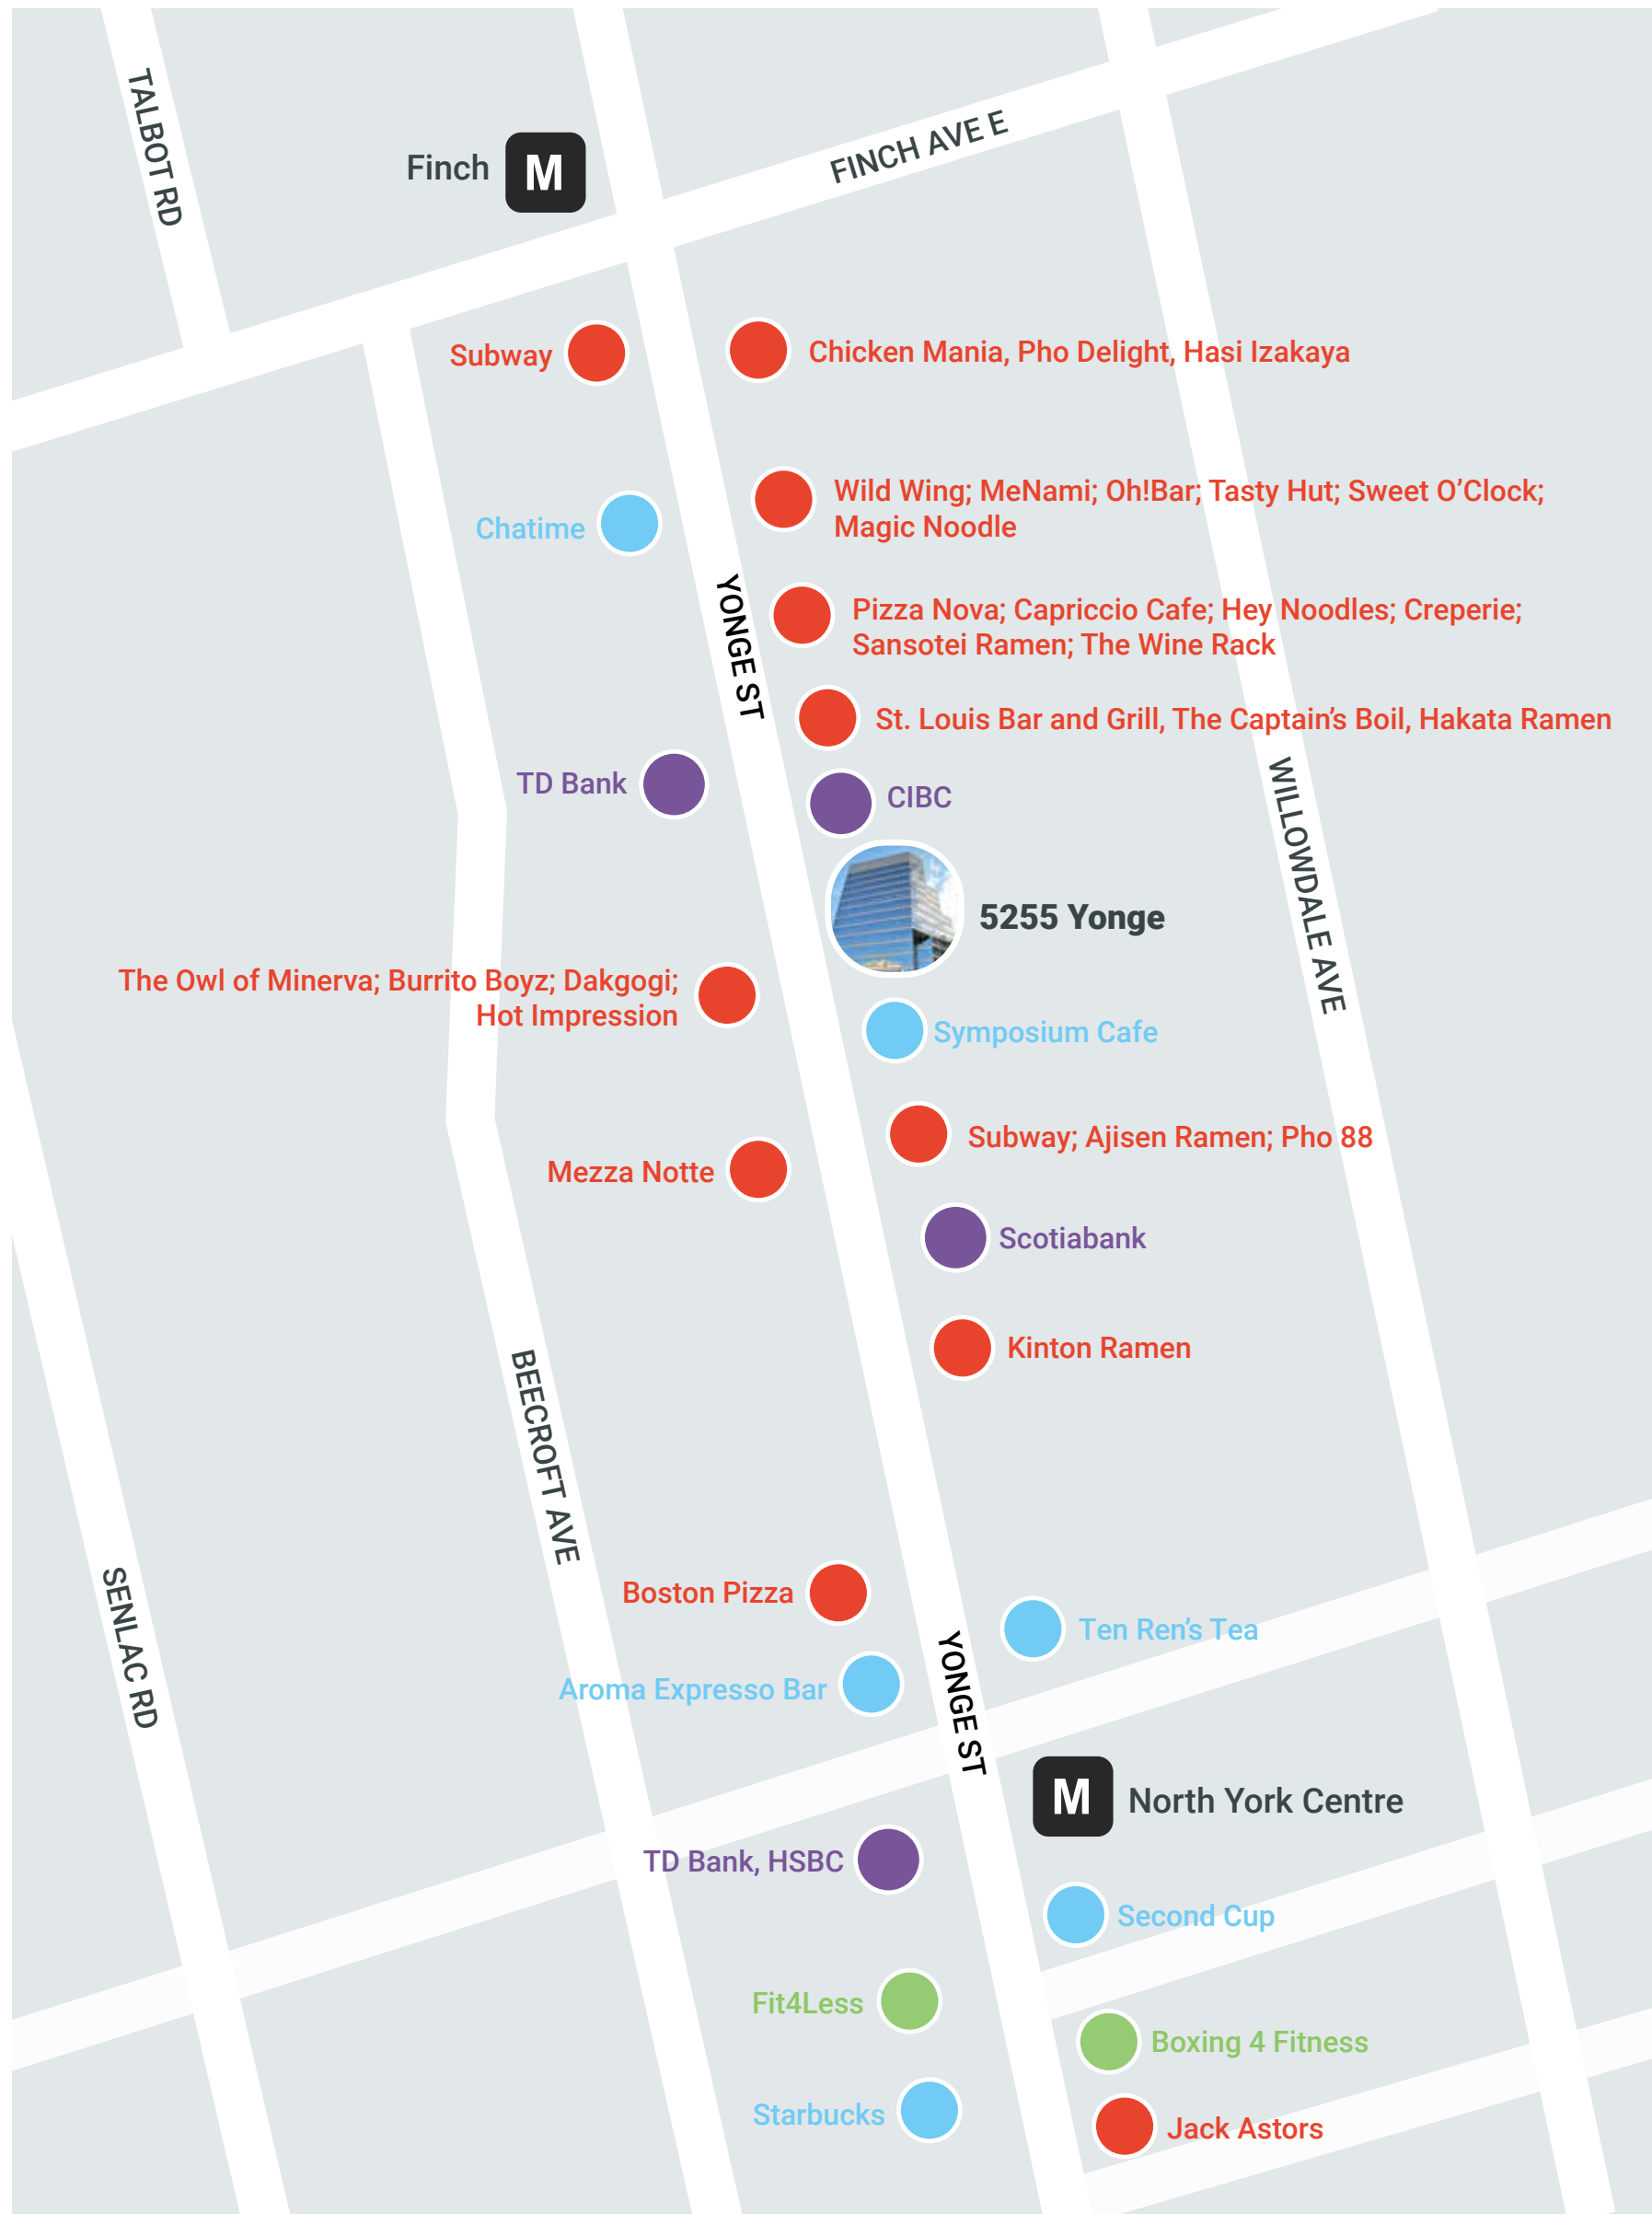 TALBOT RD
FINCH AVE E
Finch
M
Subway
Chicken Mania, Pho Delight, Hasi Izakaya
Wild Wing; MeNami; Oh!Bar; Tasty Hut; Sweet O’Clock;
Magic Noodle
Chatime
YONGE ST
Pizza Nova; Capriccio Cafe; Hey Noodles; Creperie;
Sansotei Ramen; The Wine Rack
St. Louis Bar and Grill, The Captain’s Boil, Hakata Ramen
TD Bank
CIBC
WILLOWDALE AVE
5255 Yonge
The Owl of Minerva; Burrito Boyz; Dakgogi;
Hot Impression
Symposium Cafe
Subway; Ajisen Ramen; Pho 88
Mezza Notte
Scotiabank
Kinton Ramen
BEECROFT AVE
SENLAC RD
Boston Pizza
Ten Ren’s Tea
YONGE ST
Aroma Expresso Bar
M
North York Centre
TD Bank, HSBC
Second Cup
Fit4Less
Boxing 4 Fitness
Starbucks
Jack Astors